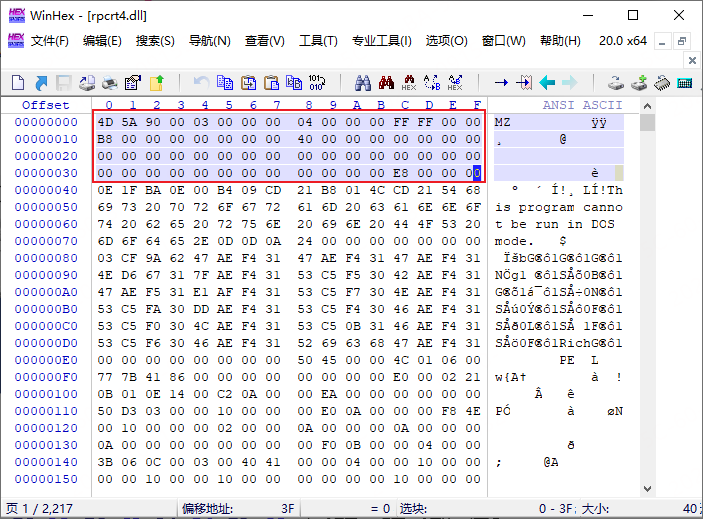 WinHex - [rpcrt4.dll]
文件(F) 编辑(E) 搜索(S) 导航(N) 查看(V) 工具(T) 专业工具(I) 选项(O) 窗口(W) 帮助(H) 20.0 x64
Offset 0 1 2 3 4 5 6 7 8 9 A B C D E F ANSI ASCII
00000000 4D 5A 90 00 03 00 00 00 04 00 00 00 FF FF 00 00 MZ ÿÿ
00000010 B8 00 00 00 00 00 00 00 40 00 00 00 00 00 00 00 ¸ @
00000020 00 00 00 00 00 00 00 00 00 00 00 00 00 00 00 00
00000030 00 00 00 00 00 00 00 00 00 00 00 00 E8 00 00 00 è
00000040 0E 1F BA 0E 00 B4 09 CD 21 B8 01 4C CD 21 54 68 º ´ Í!¸ LÍ!Th
00000050 69 73 20 70 72 6F 67 72 61 6D 20 63 61 6E 6E 6F is program canno
00000060 74 20 62 65 20 72 75 6E 20 69 6E 20 44 4F 53 20 t be run in DOS
00000070 6D 6F 64 65 2E 0D 0D 0A 24 00 00 00 00 00 00 00 mode. $
00000080 03 CF 9A 62 47 AE F4 31 47 AE F4 31 47 AE F4 31 ÏšbG®ô1G®ô1G®ô1
00000090 4E D6 67 31 7F AE F4 31 53 C5 F5 30 42 AE F4 31 NÖg1 ®ô1SÅõ0B®ô1
000000A0 47 AE F5 31 E1 AF F4 31 53 C5 F7 30 4E AE F4 31 G®õ1á¯ô1SÅ÷0N®ô1
000000B0 53 C5 FA 30 DD AE F4 31 53 C5 F4 30 46 AE F4 31 SÅú0Ý®ô1SÅô0F®ô1
000000C0 53 C5 F0 30 4C AE F4 31 53 C5 0B 31 46 AE F4 31 SÅð0L®ô1SÅ 1F®ô1
000000D0 53 C5 F6 30 46 AE F4 31 52 69 63 68 47 AE F4 31 SÅö0F®ô1RichG®ô1
000000E0 00 00 00 00 00 00 00 00 50 45 00 00 4C 01 06 00 PE L
000000F0 77 7B 41 86 00 00 00 00 00 00 00 00 E0 00 02 21 w{A† à !
00000100 0B 01 0E 14 00 C2 0A 00 00 EA 00 00 00 00 00 00 Â ê
00000110 50 D3 03 00 00 10 00 00 00 E0 0A 00 00 00 F8 4E PÓ à øN
00000120 00 10 00 00 00 02 00 00 0A 00 00 00 0A 00 00 00
00000130 0A 00 00 00 00 00 00 00 00 F0 0B 00 00 04 00 00 ð
00000140 3B 06 0C 00 03 00 40 41 00 00 04 00 00 10 00 00 ; @A
00000150 00 00 10 00 00 10 00 00 00 00 00 00 10 00 00 00
页 1 / 2,217 偏移地址: 3F = 0 选块: 0 - 3F; 大小: 40